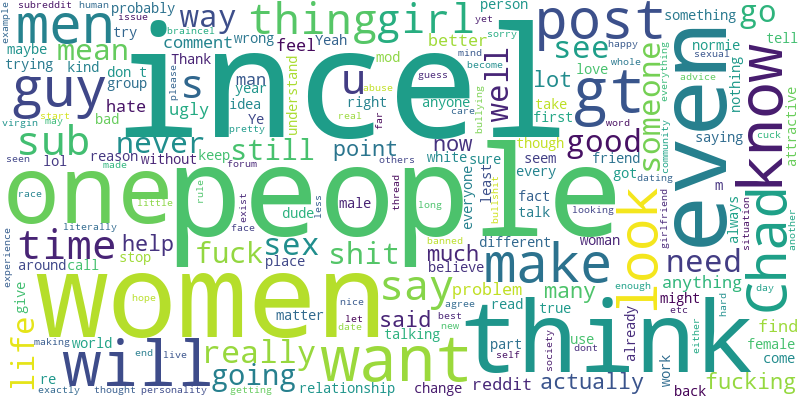 subreddit human
example
issue
braincel
probably
men
maybe
trying
mean
kind
don t
group
try
Thank
please
comment
way
is
man
year
idea
wrong
Yeah
feel
thing
girl
mod
better
u
understand
right
abuse
mind
become
anyone
guess
yet
sorry
care
bullying
person
post
see
well
lot
love
take
first
happy
whole
something
normie
sexual
everything
go
tell
advice
nothing
cuck
guy
hate
ugly
Ye
pretty
incel
gt
someone
even
know
attractive
virgin may
start
bad
sub
never
still
point
real
far
now
good
though
word
saying
community
dating
seen
lol
reason
without
keep
forum
white
sure
seem
every
friend
got
m
always
situation
Chad
another
race
made
one
people
little
rule
others
thread
long
everyone
least
bullshit
fact
talk
looking
look
girlfriend
literally
dude
exist
face
less
male
experience
time
help
fuck
sex
shit
much
different
woman
need
around
call
stop
place
banned
believe
make
anything
day
life
give
women
hope
say
problem
many
might
etc
enough
hard
either
matter
nice
agree
read
true
already
find
world
re
will
really
want
said
let
date
best
new
talking
think
part
self
use
dont
society
work
female
come
making
end
live
going
exactly
thought
personality
getting
relationship
change
reddit
actually
back
fucking